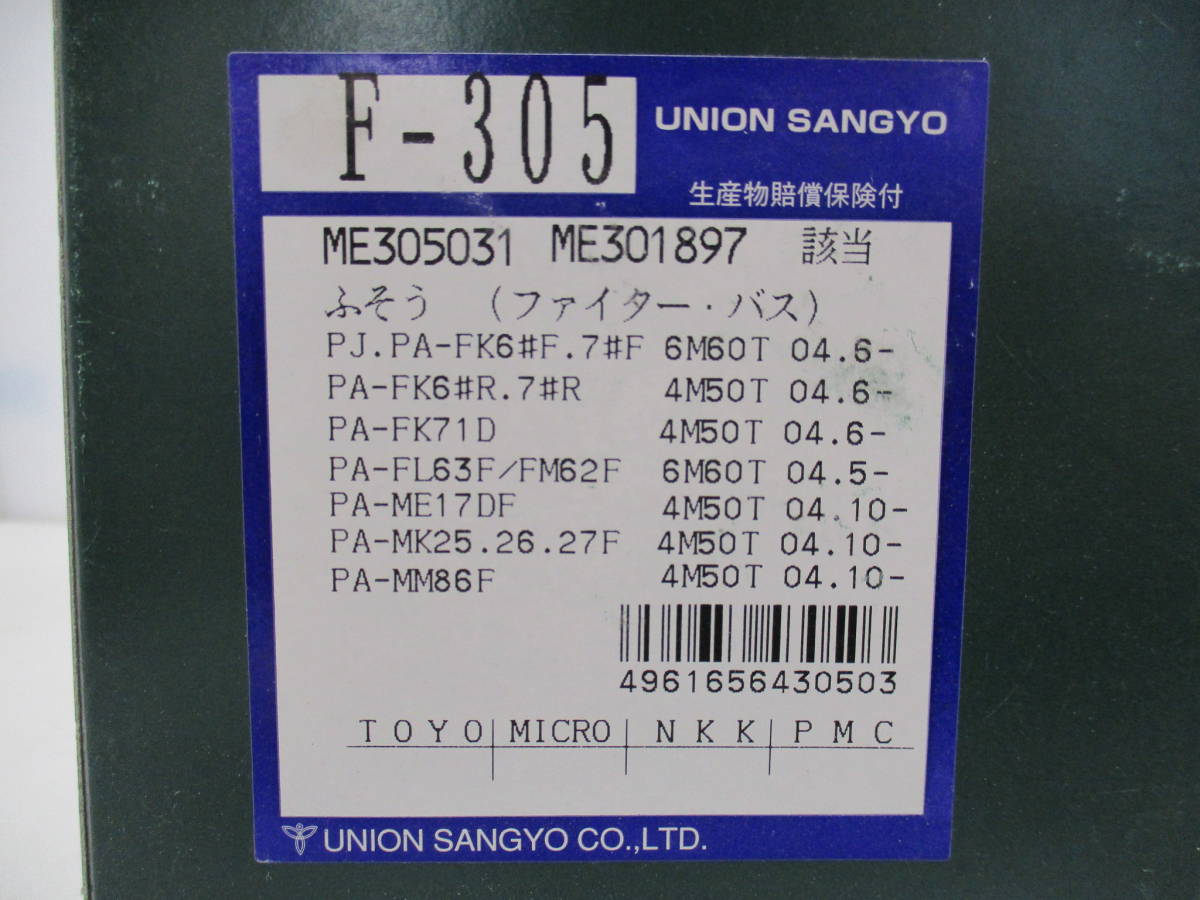 F-305
UNION SANGYO
生産物賠償保険付
ME305031 ME301897 該当
ふそう (ファイター・バス)
PJ.PA-FK6#F.7#F 6M60T 04.6-
PA-FK6#R.7#R 4M50T 04.6-
PA-FK71D 4M50T 04.6-
PA-FL63F/FM62F 6M60T 04.5-
PA-ME17DF 4M50T 04.10-
PA-MK25.26.27F 4M50T 04.10-
PA-MM86F 4M50T 04.10-
4961656430503
TOYO MICRO NKK PMC
UNION SANGYO CO.,LTD.